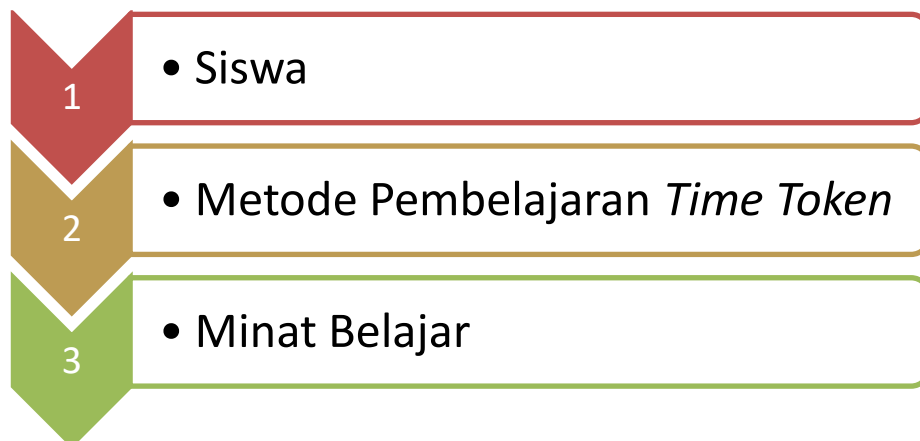 1
• Siswa
2
• Metode Pembelajaran Time Token
3
• Minat Belajar